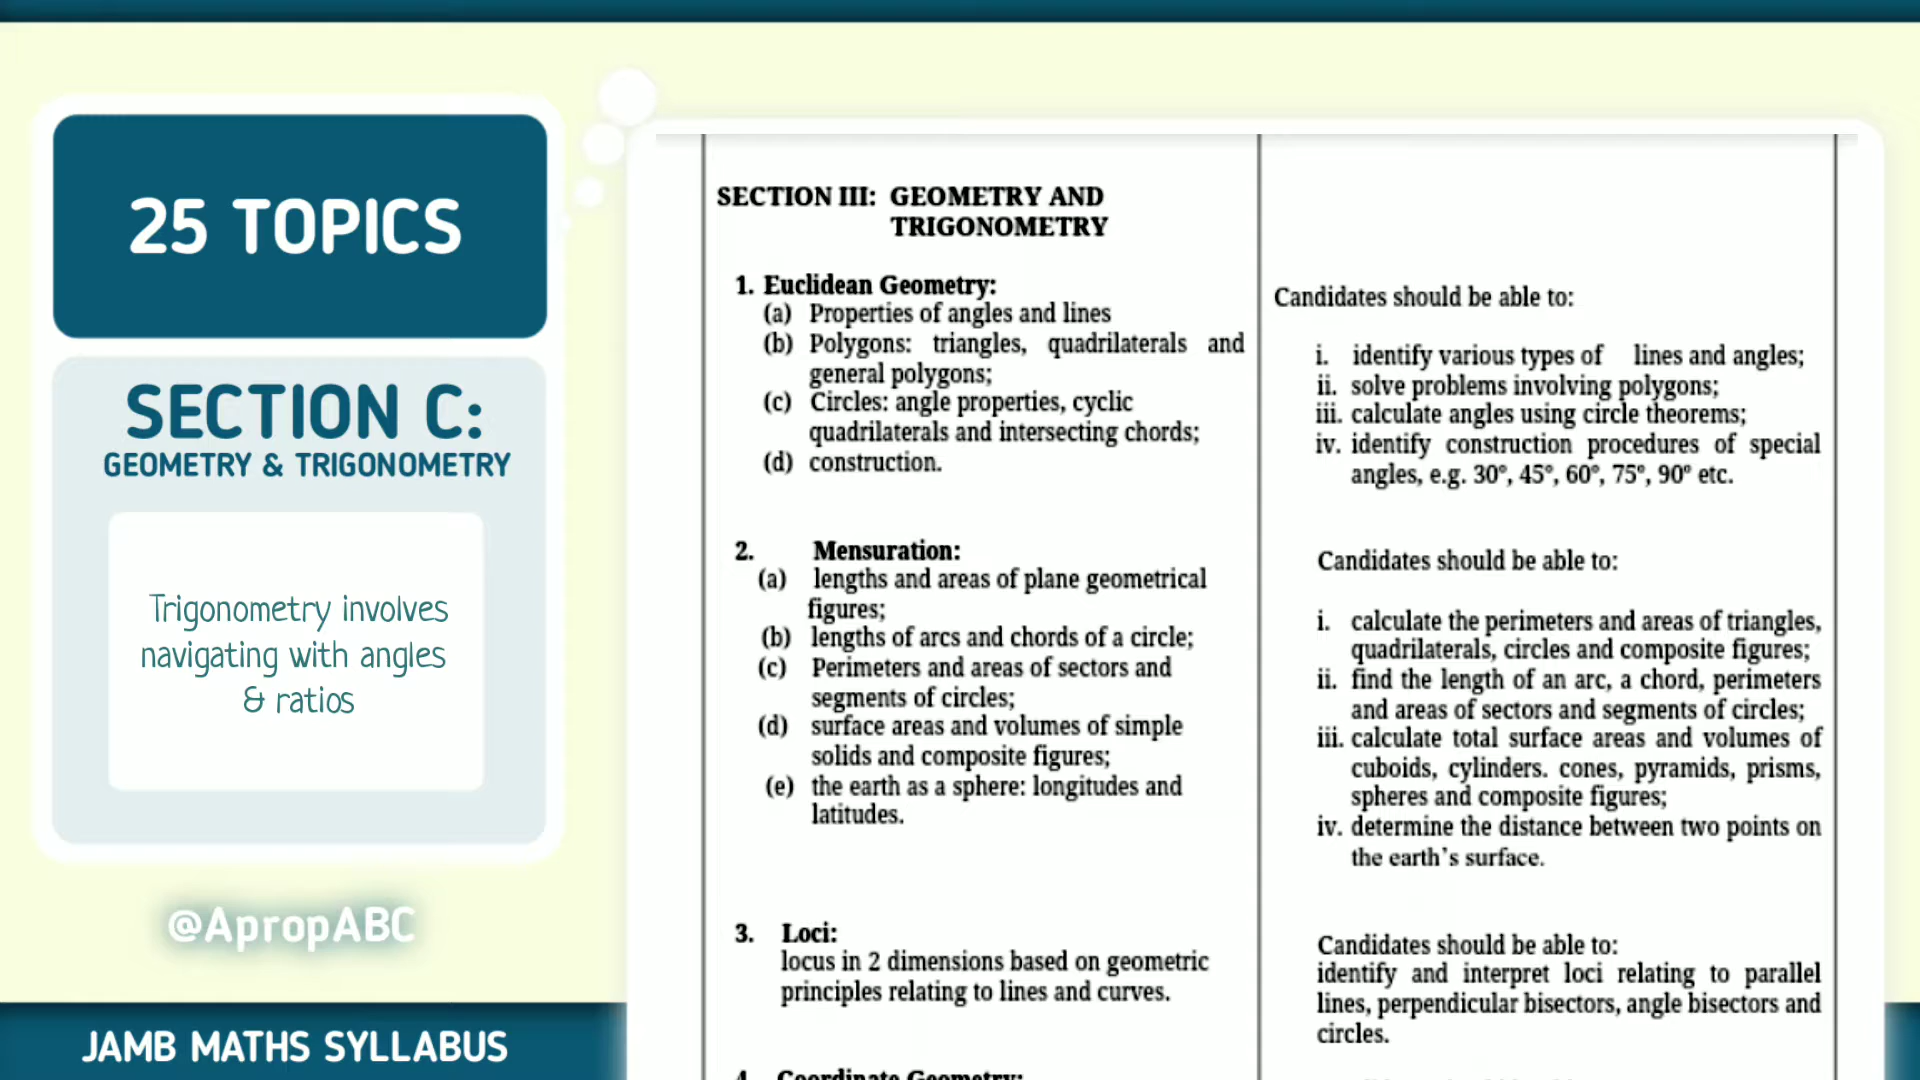 25 TOPICS
SECTION C:
GEOMETRY & TRIGONOMETRY
Trigonometry involves
navigating with angles
& ratios
@ApropABC
JAMB MATHS SYLLABUS
SECTION III: GEOMETRY AND
TRIGONOMETRY
1. Euclidean Geometry:
(a) Properties of angles and lines
(b) Polygons: triangles, quadrilaterals and
general polygons;
(c) Circles: angle properties, cyclic
quadrilaterals and intersecting chords;
(d) construction.
2. Mensuration:
(a) lengths and areas of plane geometrical
figures;
(b) lengths of arcs and chords of a circle;
(c) Perimeters and areas of sectors and
segments of circles;
(d) surface areas and volumes of simple
solids and composite figures;
(e) the earth as a sphere: longitudes and
latitudes.
3. Loci:
locus in 2 dimensions based on geometric
principles relating to lines and curves.
4. Coordinate Geometry:
Candidates should be able to:
i. identify various types of lines and angles;
ii. solve problems involving polygons;
iii. calculate angles using circle theorems;
iv. identify construction procedures of special
angles, e.g. 30°, 45°, 60°, 75°, 90° etc.
Candidates should be able to:
i. calculate the perimeters and areas of triangles,
quadrilaterals, circles and composite figures;
ii. find the length of an arc, a chord, perimeters
and areas of sectors and segments of circles;
iii. calculate total surface areas and volumes of
cuboids, cylinders. cones, pyramids, prisms,
spheres and composite figures;
iv. determine the distance between two points on
the earth's surface.
Candidates should be able to:
identify and interpret loci relating to parallel
lines, perpendicular bisectors, angle bisectors and
circles.